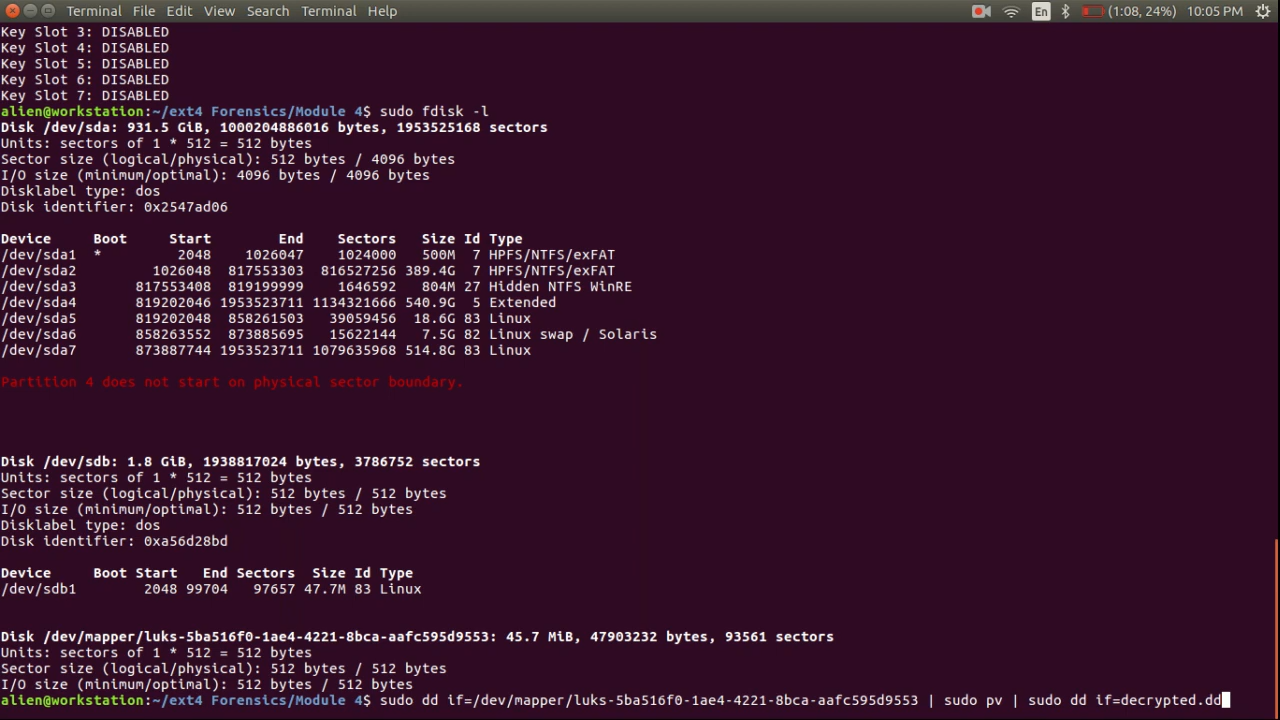 Terminal File Edit View Search Terminal Help En (1:08, 24%) 10:05 PM
Key Slot 3: DISABLED
Key Slot 4: DISABLED
Key Slot 5: DISABLED
Key Slot 6: DISABLED
Key Slot 7: DISABLED
alien@workstation:~/ext4 Forensics/Module 4$ sudo fdisk -l
Disk /dev/sda: 931.5 GiB, 1000204886016 bytes, 1953525168 sectors
Units: sectors of 1 * 512 = 512 bytes
Sector size (logical/physical): 512 bytes / 4096 bytes
I/O size (minimum/optimal): 4096 bytes / 4096 bytes
Disklabel type: dos
Disk identifier: 0x2547ad06
Device Boot Start End Sectors Size Id Type
/dev/sda1 * 2048 1026047 1024000 500M 7 HPFS/NTFS/exFAT
/dev/sda2 1026048 817553303 816527256 389.4G 7 HPFS/NTFS/exFAT
/dev/sda3 817553408 819199999 1646592 804M 27 Hidden NTFS WinRE
/dev/sda4 819202046 1953523711 1134321666 540.9G 5 Extended
/dev/sda5 819202048 858261503 39059456 18.6G 83 Linux
/dev/sda6 858263552 873885695 15622144 7.5G 82 Linux swap / Solaris
/dev/sda7 873887744 1953523711 1079635968 514.8G 83 Linux
Partition 4 does not start on physical sector boundary.
Disk /dev/sdb: 1.8 GiB, 1938817024 bytes, 3786752 sectors
Units: sectors of 1 * 512 = 512 bytes
Sector size (logical/physical): 512 bytes / 512 bytes
I/O size (minimum/optimal): 512 bytes / 512 bytes
Disklabel type: dos
Disk identifier: 0xa56d28bd
Device Boot Start End Sectors Size Id Type
/dev/sdb1 2048 99704 97657 47.7M 83 Linux
Disk /dev/mapper/luks-5ba516f0-1ae4-4221-8bca-aafc595d9553: 45.7 MiB, 47903232 bytes, 93561 sectors
Units: sectors of 1 * 512 = 512 bytes
Sector size (logical/physical): 512 bytes / 512 bytes
I/O size (minimum/optimal): 512 bytes / 512 bytes
alien@workstation:~/ext4 Forensics/Module 4$ sudo dd if=/dev/mapper/luks-5ba516f0-1ae4-4221-8bca-aafc595d9553 | sudo pv | sudo dd if=decrypted.dd